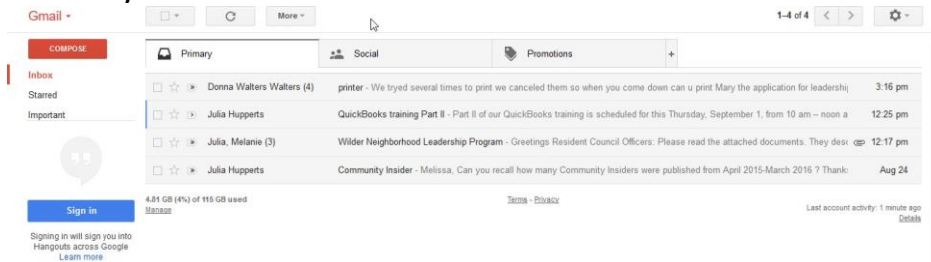 Gmail
More
1–4 of 4
COMPOSE
Primary
Social
Promotions
+
Inbox
Starred
Important
Donna Walters Walters (4) printer - We tryed several times to print we canceled them so when you come down can u print Mary the application for leadership 3:16 pm
Julia Hupperts QuickBooks training Part II - Part II of our QuickBooks training is scheduled for this Thursday, September 1, from 10 am – noon a 12:25 pm
Julia, Melanie (3) Wilder Neighborhood Leadership Program - Greetings Resident Council Officers: Please read the attached documents. They desc 12:17 pm
Julia Hupperts Community Insider - Melissa, Can you recall how many Community Insiders were published from April 2015-March 2016 ? Thank Aug 24
4.81 GB (4%) of 115 GB used
Manage
Terms - Privacy
Last account activity: 1 minute ago
Details
Sign in
Signing in will sign you into
Hangouts across Google
Learn more